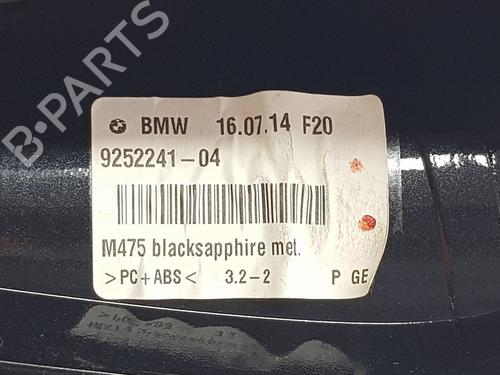 B-PARTS
BMW 16.07.14 F20
9252241-04
M475 blacksapphire met.
>PC+ABS< 3.2-2 P GE